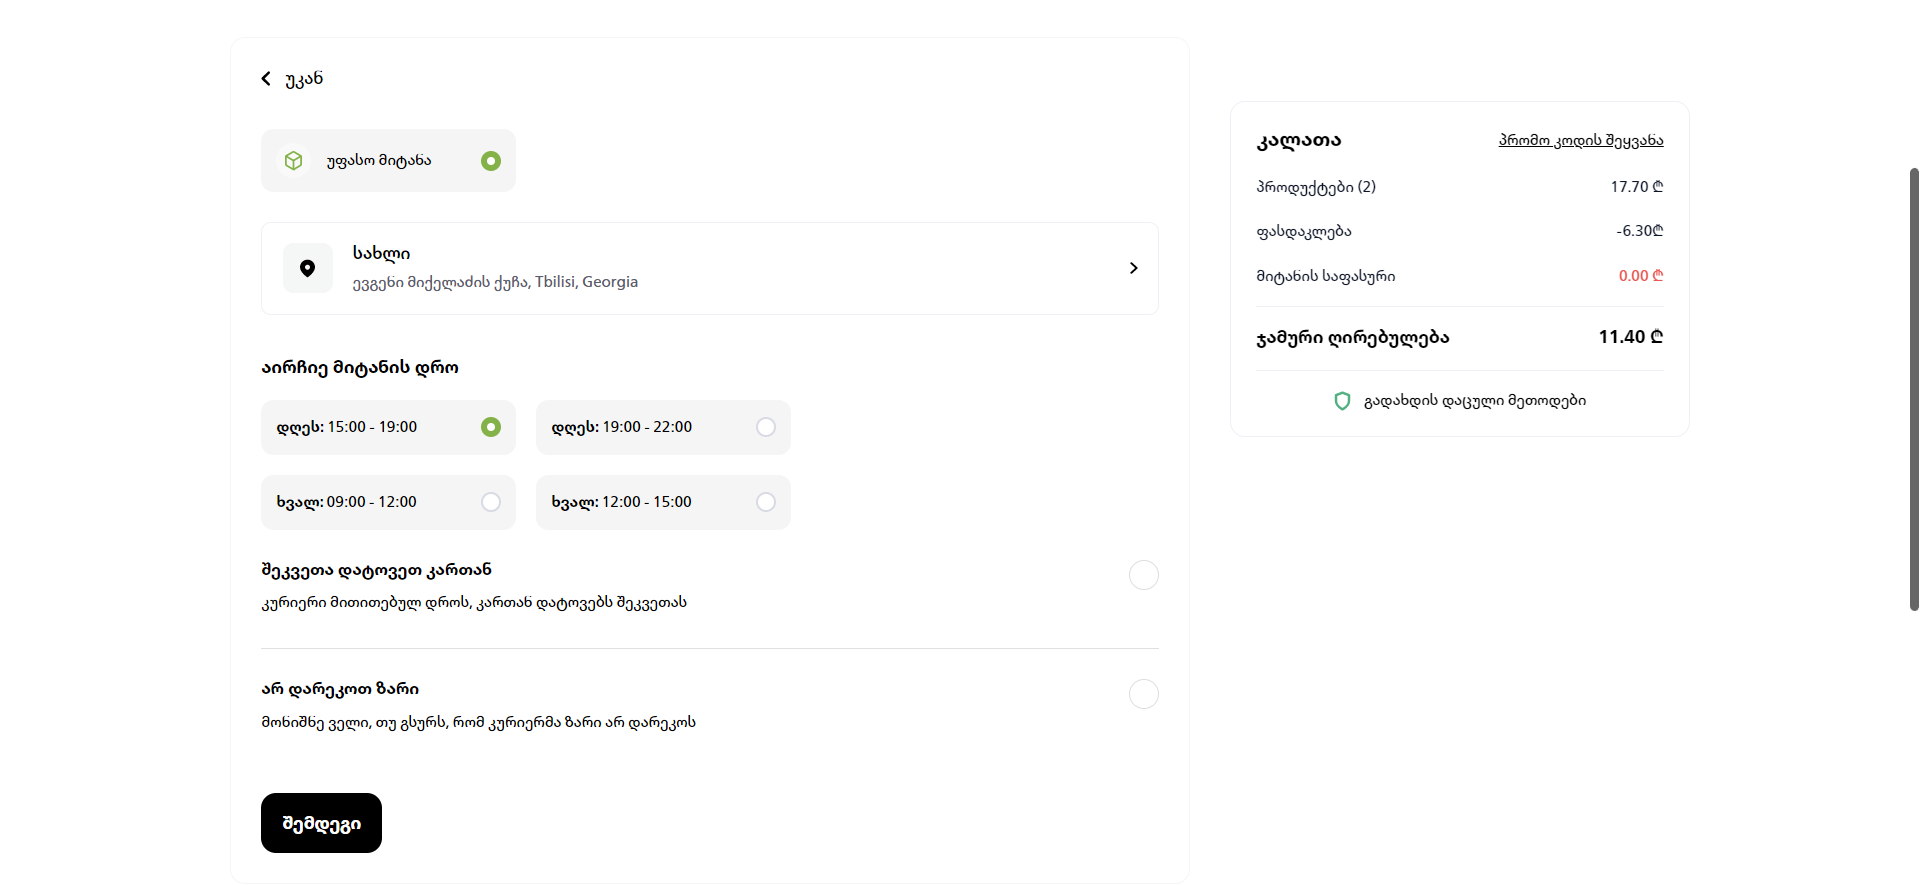 უკან
უფასო მიტანა
სახლი
ევგენი მიქელაძის ქუჩა, Tbilisi, Georgia
აირჩიე მიტანის დრო
დღეს: 15:00 - 19:00
დღეს: 19:00 - 22:00
ხვალ: 09:00 - 12:00
ხვალ: 12:00 - 15:00
შეკვეთა დატოვეთ კართან
კურიერი მითითებულ დროს, კართან დატოვებს შეკვეთას
არ დარეკოთ ზარი
მონიშნე ველი, თუ გსურს, რომ კურიერმა ზარი არ დარეკოს
შემდეგი
კალათა
პრომო კოდის შეყვანა
პროდუქტები (2) 17.70 ₾
ფასდაკლება -6.30₾
მიტანის საფასური 0.00 ₾
ჯამური ღირებულება 11.40 ₾
გადახდის დაცული მეთოდები